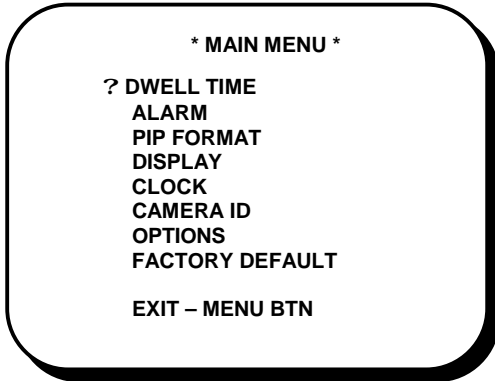 * MAIN MENU *
? DWELL TIME
ALARM
PIP FORMAT
DISPLAY
CLOCK
CAMERA ID
OPTIONS
FACTORY DEFAULT
EXIT – MENU BTN